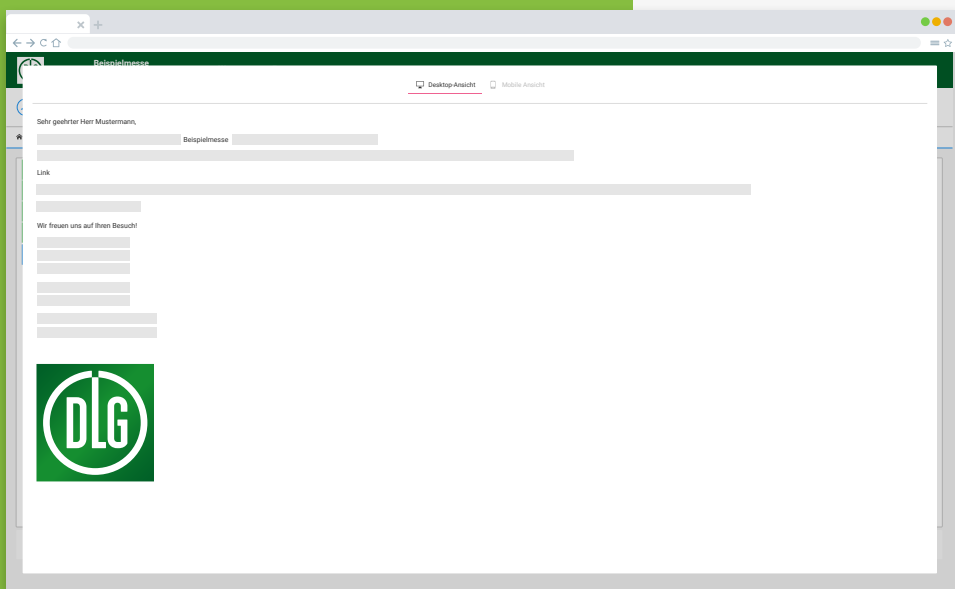 Beispielmesse
Desktop-Ansicht Mobile Ansicht
Sehr geehrter Herr Mustermann,
Beispielmesse
Link
Wir freuen uns auf Ihren Besuch!
DLG